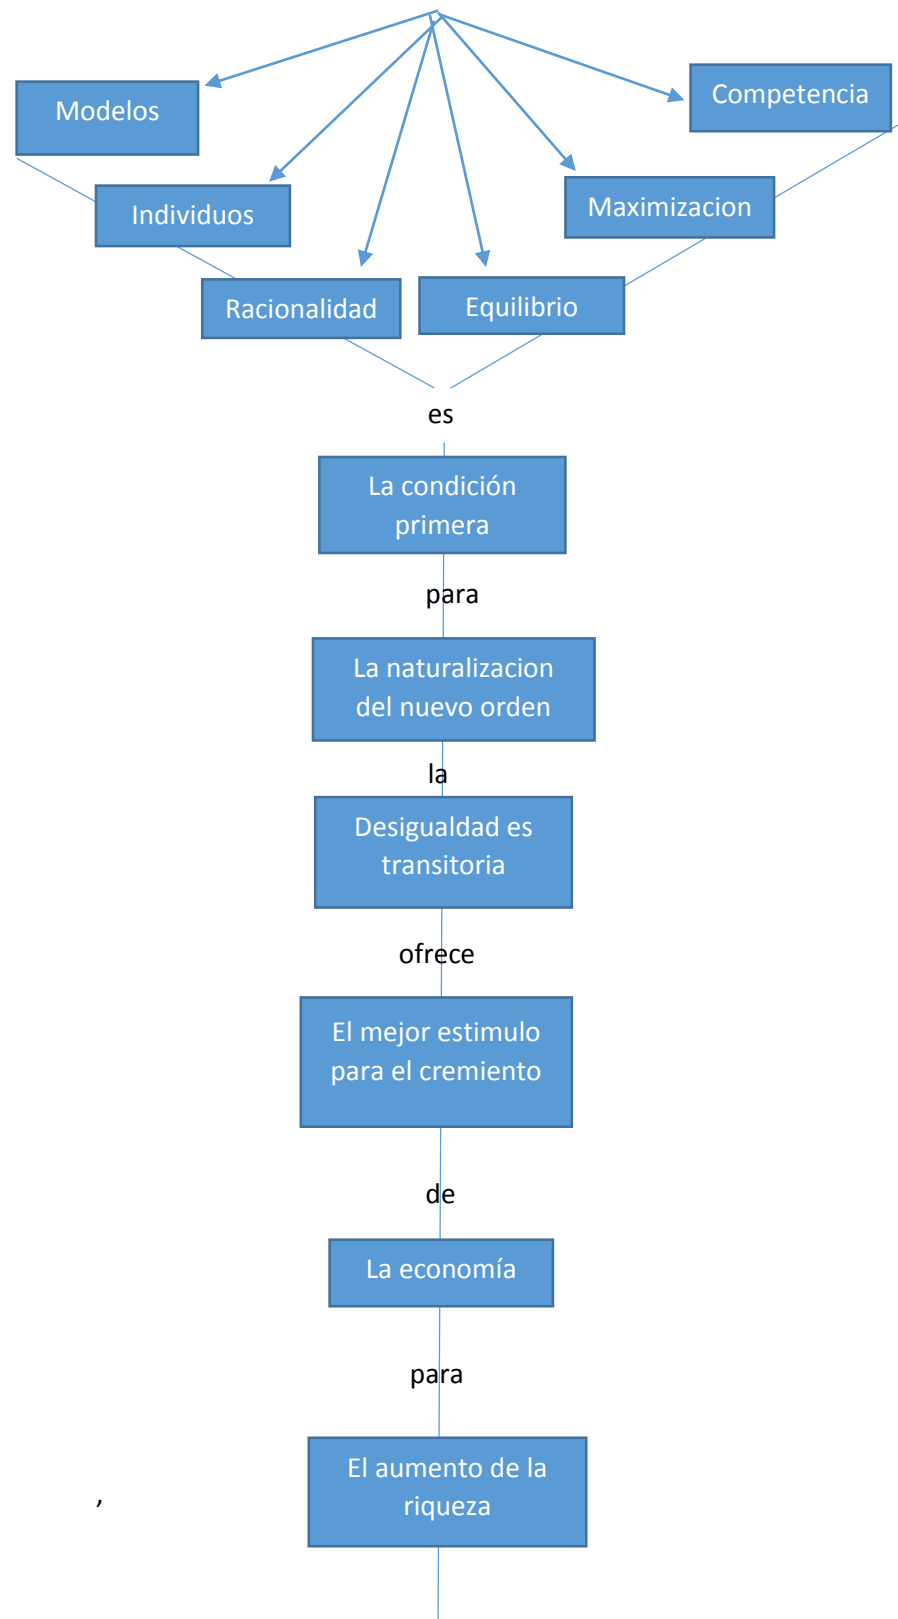 Modelos
Competencia
Individuos
Maximizacion
Racionalidad
Equilibrio
es
La condición
primera
para
La naturalizacion
del nuevo orden
la
Desigualdad es
transitoria
ofrece
El mejor estimulo
para el cremiento
de
La economía
para
El aumento de la
riqueza
,